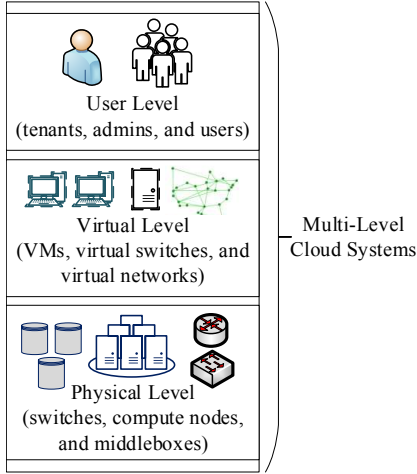 User Level
(tenants, admins, and users)
Virtual Level
(VMs, virtual switches, and
virtual networks)
Physical Level
(switches, compute nodes,
and middleboxes)
Multi-Level
Cloud Systems